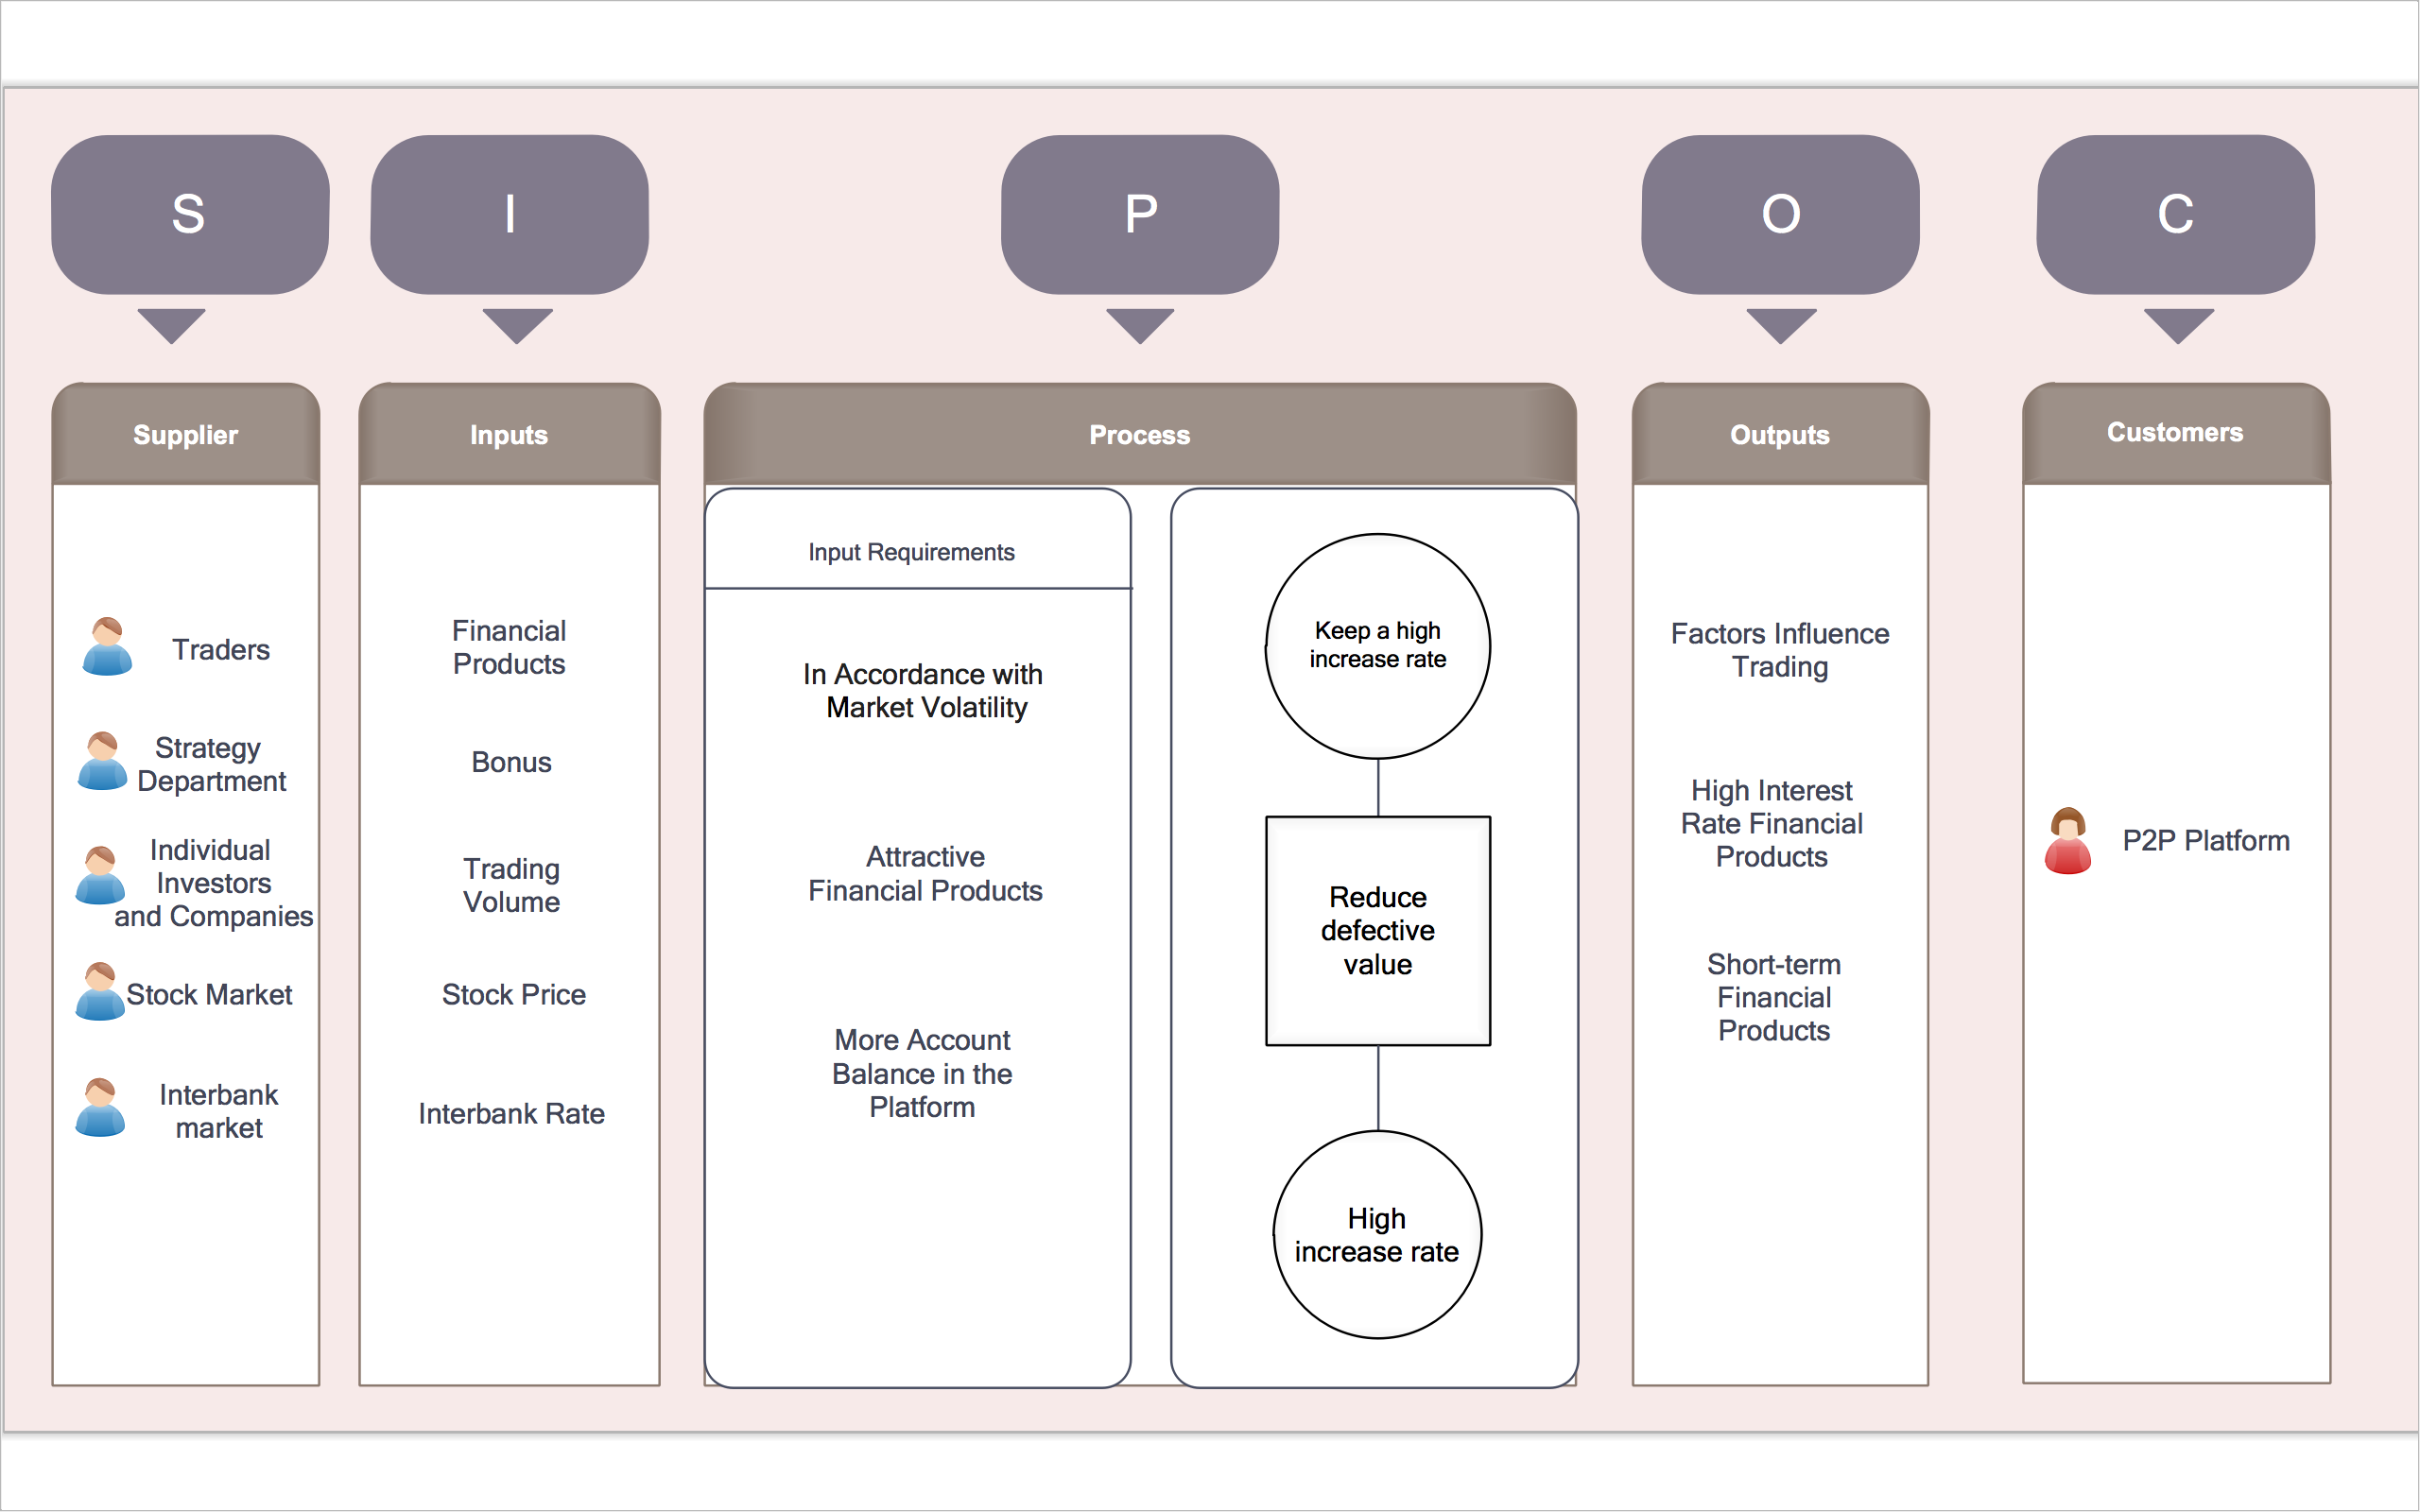 S
I
P
O
C
Supplier
Inputs
Process
Outputs
Customers
Traders
Strategy
Department
Individual
Investors
and Companies
Stock Market
Interbank
market
Financial
Products
Bonus
Trading
Volume
Stock Price
Interbank Rate
Input Requirements
In Accordance with
Market Volatility
Attractive
Financial Products
More Account
Balance in the
Platform
Keep a high
increase rate
Reduce
defective
value
High
increase rate
Factors Influence
Trading
High Interest
Rate Financial
Products
Short-term
Financial
Products
P2P Platform